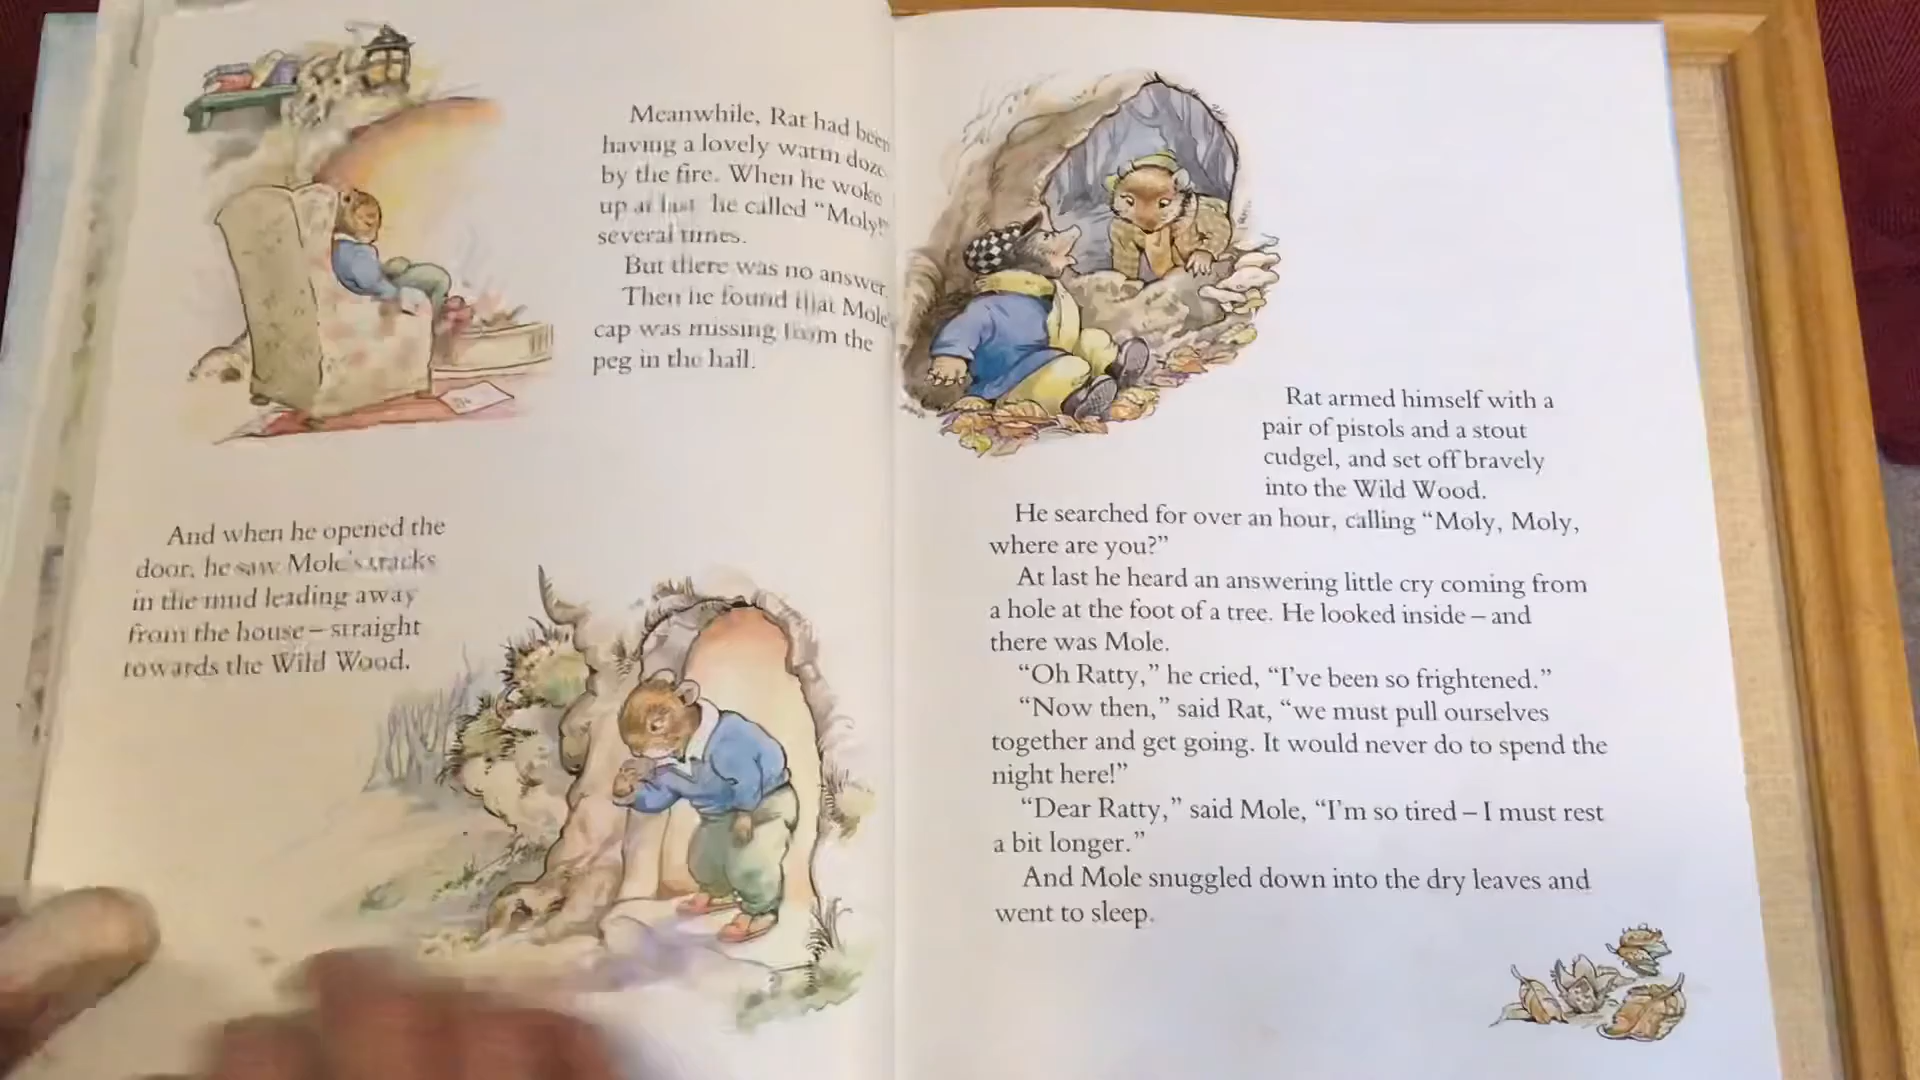 Meanwhile, Rat had been
having a lovely warm doze
by the fire. When he woke
up at last he called “Moly!”
several times.
But there was no answer.
Then he found that Mole's
cap was missing from the
peg in the hall.
And when he opened the
door, he saw Mole's tracks
in the mud leading away
from the house – straight
towards the Wild Wood.
Rat armed himself with a
pair of pistols and a stout
cudgel, and set off bravely
into the Wild Wood.
He searched for over an hour, calling “Moly, Moly,
where are you?”
At last he heard an answering little cry coming from
a hole at the foot of a tree. He looked inside – and
there was Mole.
“Oh Ratty,” he cried, “I've been so frightened.”
“Now then,” said Rat, “we must pull ourselves
together and get going. It would never do to spend the
night here!”
“Dear Ratty,” said Mole, “I'm so tired – I must rest
a bit longer.”
And Mole snuggled down into the dry leaves and
went to sleep.